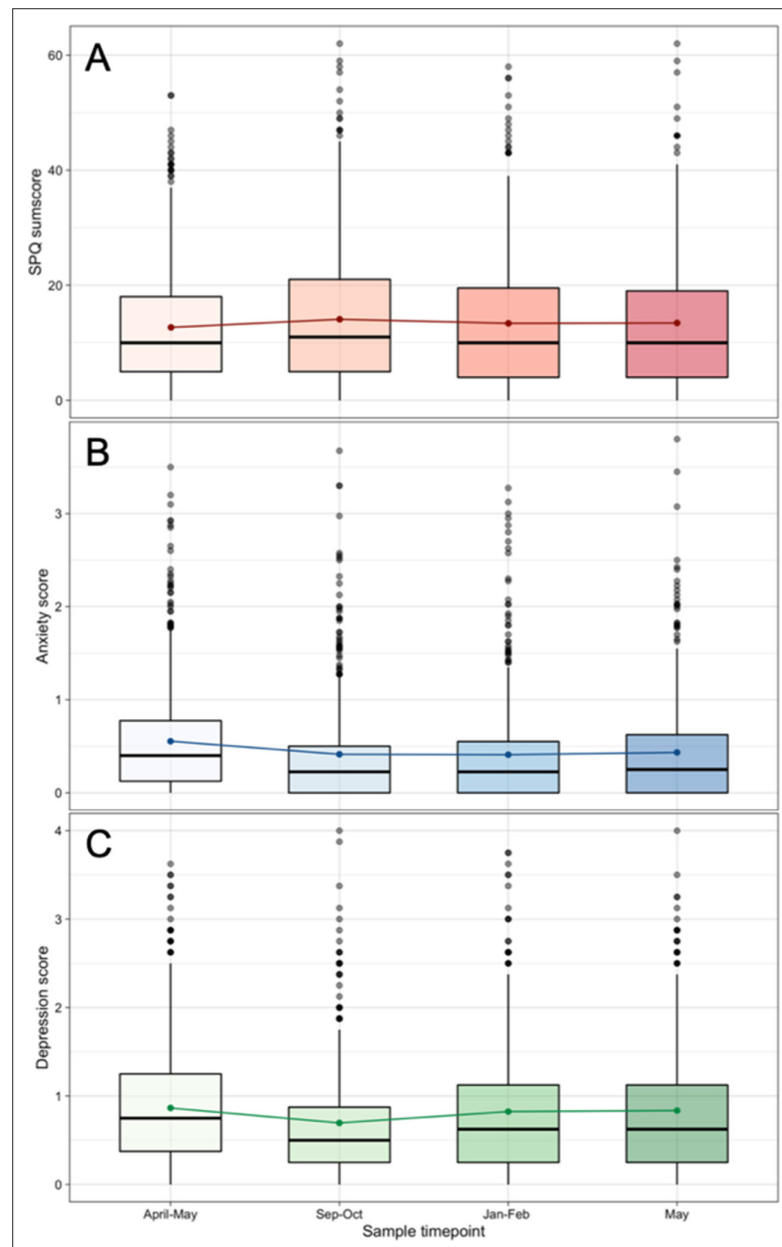 A
60
40
20
0
SPQ sumscore
B
3
2
1
0
Anxiety score
C
4
3
2
1
0
Depression score
April-May Sep-Oct Jan-Feb May
Sample timepoint